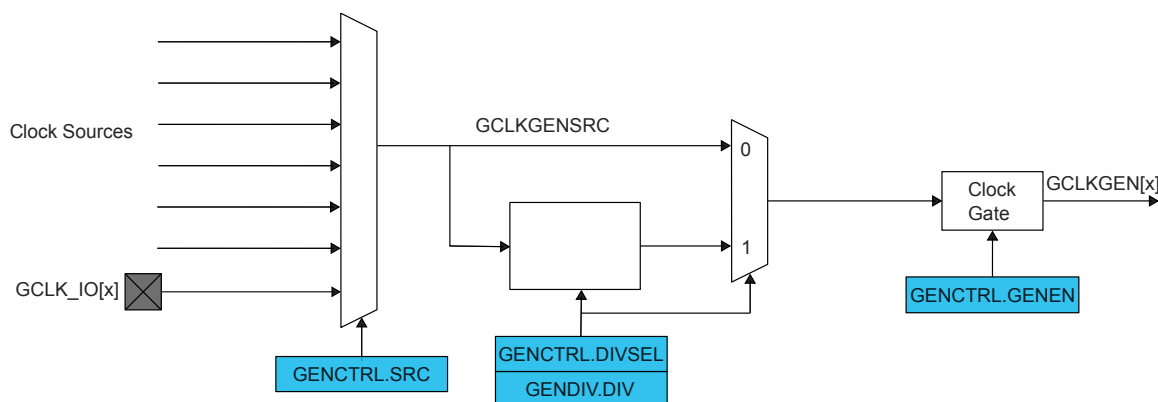 Clock Sources
GCLK_IO[x]
GENCTRL.SRC
GCLKGENSRC
0
1
GENCTRL.DIVSEL
GENDIV.DIV
Clock
Gate
GCLKGEN[x]
GENCTRL.GENEN